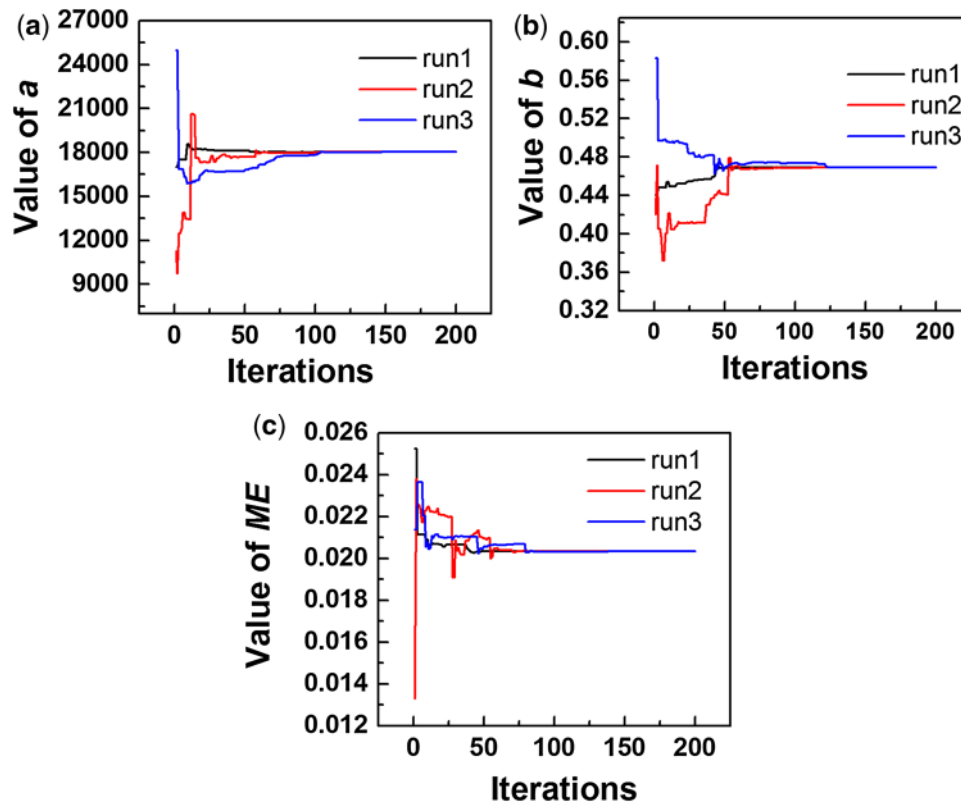 (a)
27000
24000
21000
18000
15000
12000
9000
Value of a
run1
run2
run3
0 50 100 150 200
Iterations
(b)
0.60
0.56
0.52
0.48
0.44
0.40
0.36
0.32
Value of b
run1
run2
run3
0 50 100 150 200
Iterations
(c)
0.026
0.024
0.022
0.020
0.018
0.016
0.014
0.012
Value of ME
run1
run2
run3
0 50 100 150 200
Iterations